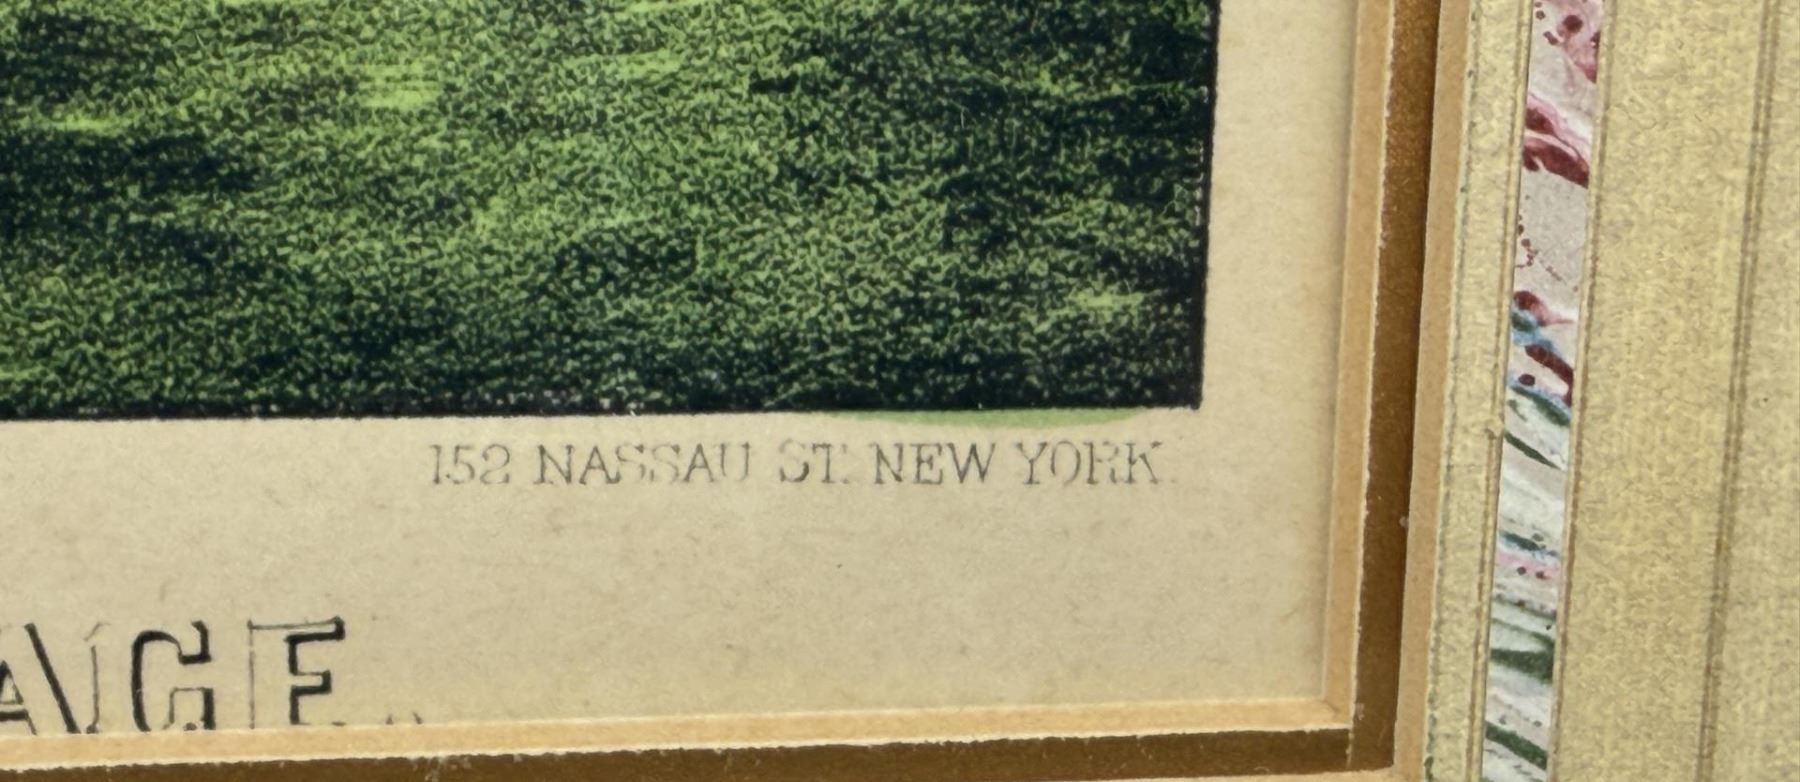 152 NASSAU ST. NEW YORK.
AGE.